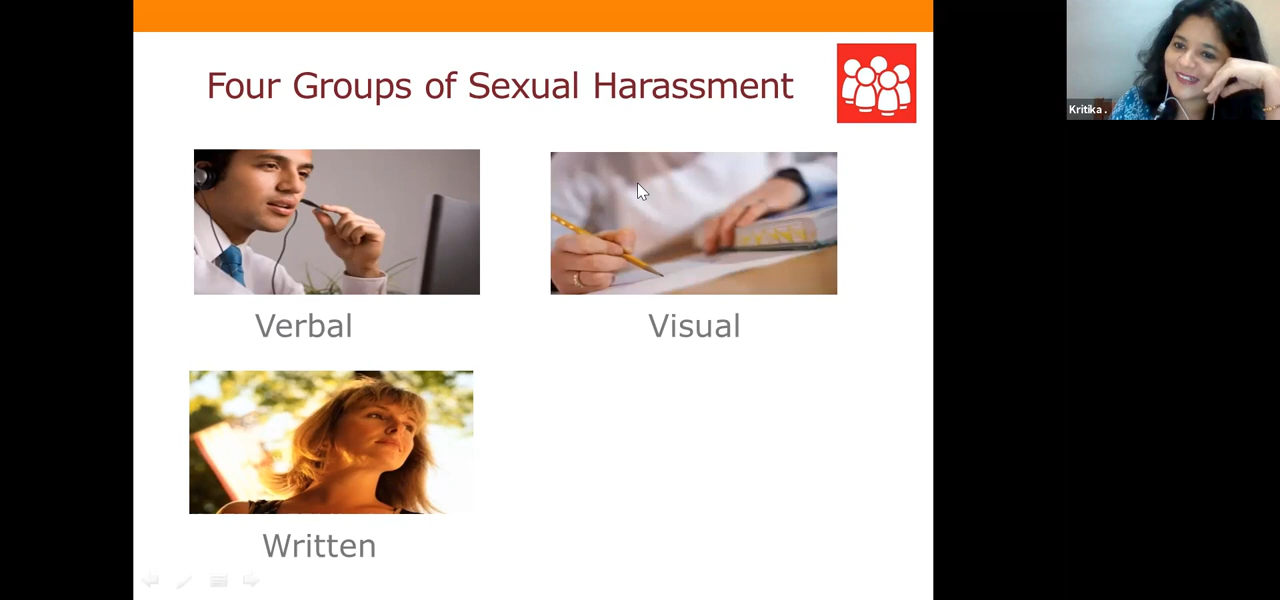 Four Groups of Sexual Harassment
Kritika .
Verbal
Visual
Written